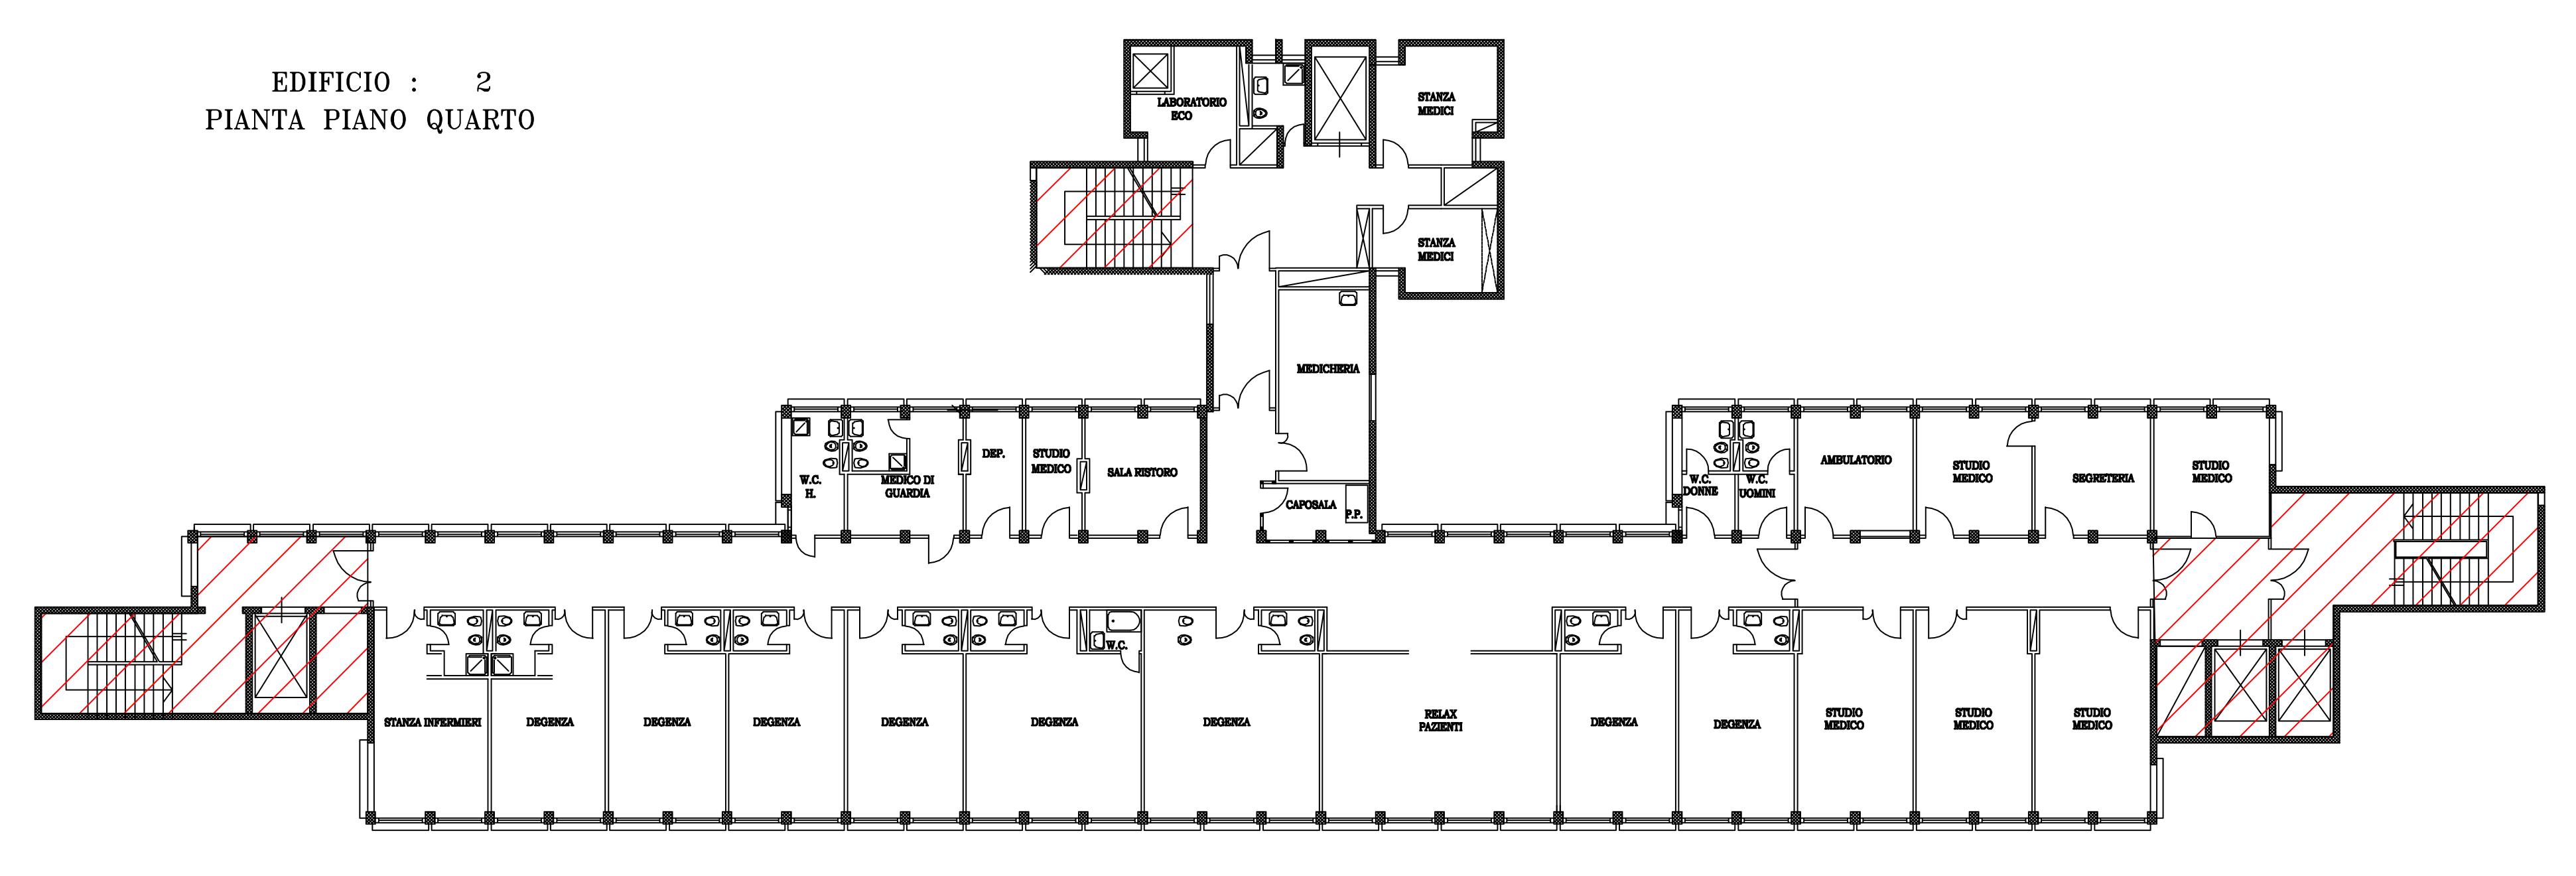 EDIFICIO : 2
PIANTA PIANO QUARTO
LABORATORIO
ECO
STANZA
MEDICI
STANZA
MEDICI
MEDICHERIA
W.C.
H.
MEDICO DI
GUARDIA
DEP.
STUDIO
MEDICO
SALA RISTORO
CAPOSALA
P.P.
W.C.
DONNE
W.C.
UOMINI
AMBULATORIO
STUDIO
MEDICO
SEGRETERIA
STUDIO
MEDICO
W.C.
STANZA INFERMIERI
DEGENZA
DEGENZA
DEGENZA
DEGENZA
DEGENZA
DEGENZA
RELAX
PAZIENTI
DEGENZA
DEGENZA
STUDIO
MEDICO
STUDIO
MEDICO
STUDIO
MEDICO